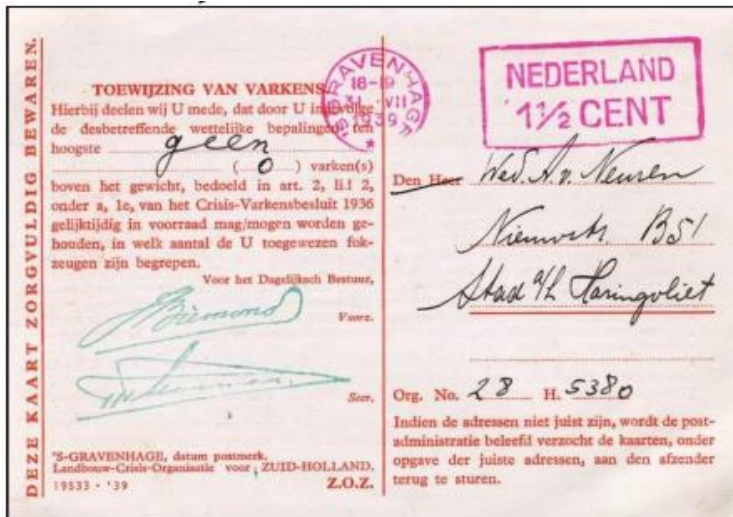 DEZE KAART ZORGVULDIG BEWAREN.
TOEWIJZING VAN VARKENS.
Hierbij deelen wij U mede, dat door U ingevolge
de desbetreffende wettelijke bepalingen ten
hoogste geen
( 0 ) varken(s)
boven het gewicht, bedoeld in art. 2, li.l 2,
onder a, 1e, van het Crisis-Varkensbesluit 1936
gelijktijdig in voorraad mag/mogen worden ge-
houden, in welk aantal de U toegewezen fok-
zeugen zijn begrepen.
Voor het Dagelijksch Bestuur,
Biemond
Voorz.
Secr.
'S-GRAVENHAGE, datum postmerk.
Landbouw-Crisis-Organisatie voor ZUID-HOLLAND.
19533 - '39
Z.O.Z.
'S GRAVENHAGE
18-19
31 VII
1939
NEDERLAND
1½ CENT
Den Heer Wed. A. v. Neuren
Nieuwstr. B51
Stad a/h Haringvliet
Org. No. 28 H. 5380
Indien de adressen niet juist zijn, wordt de post-
administratie beleefd verzocht de kaarten, onder
opgave der juiste adressen, aan den afzender
terug te sturen.